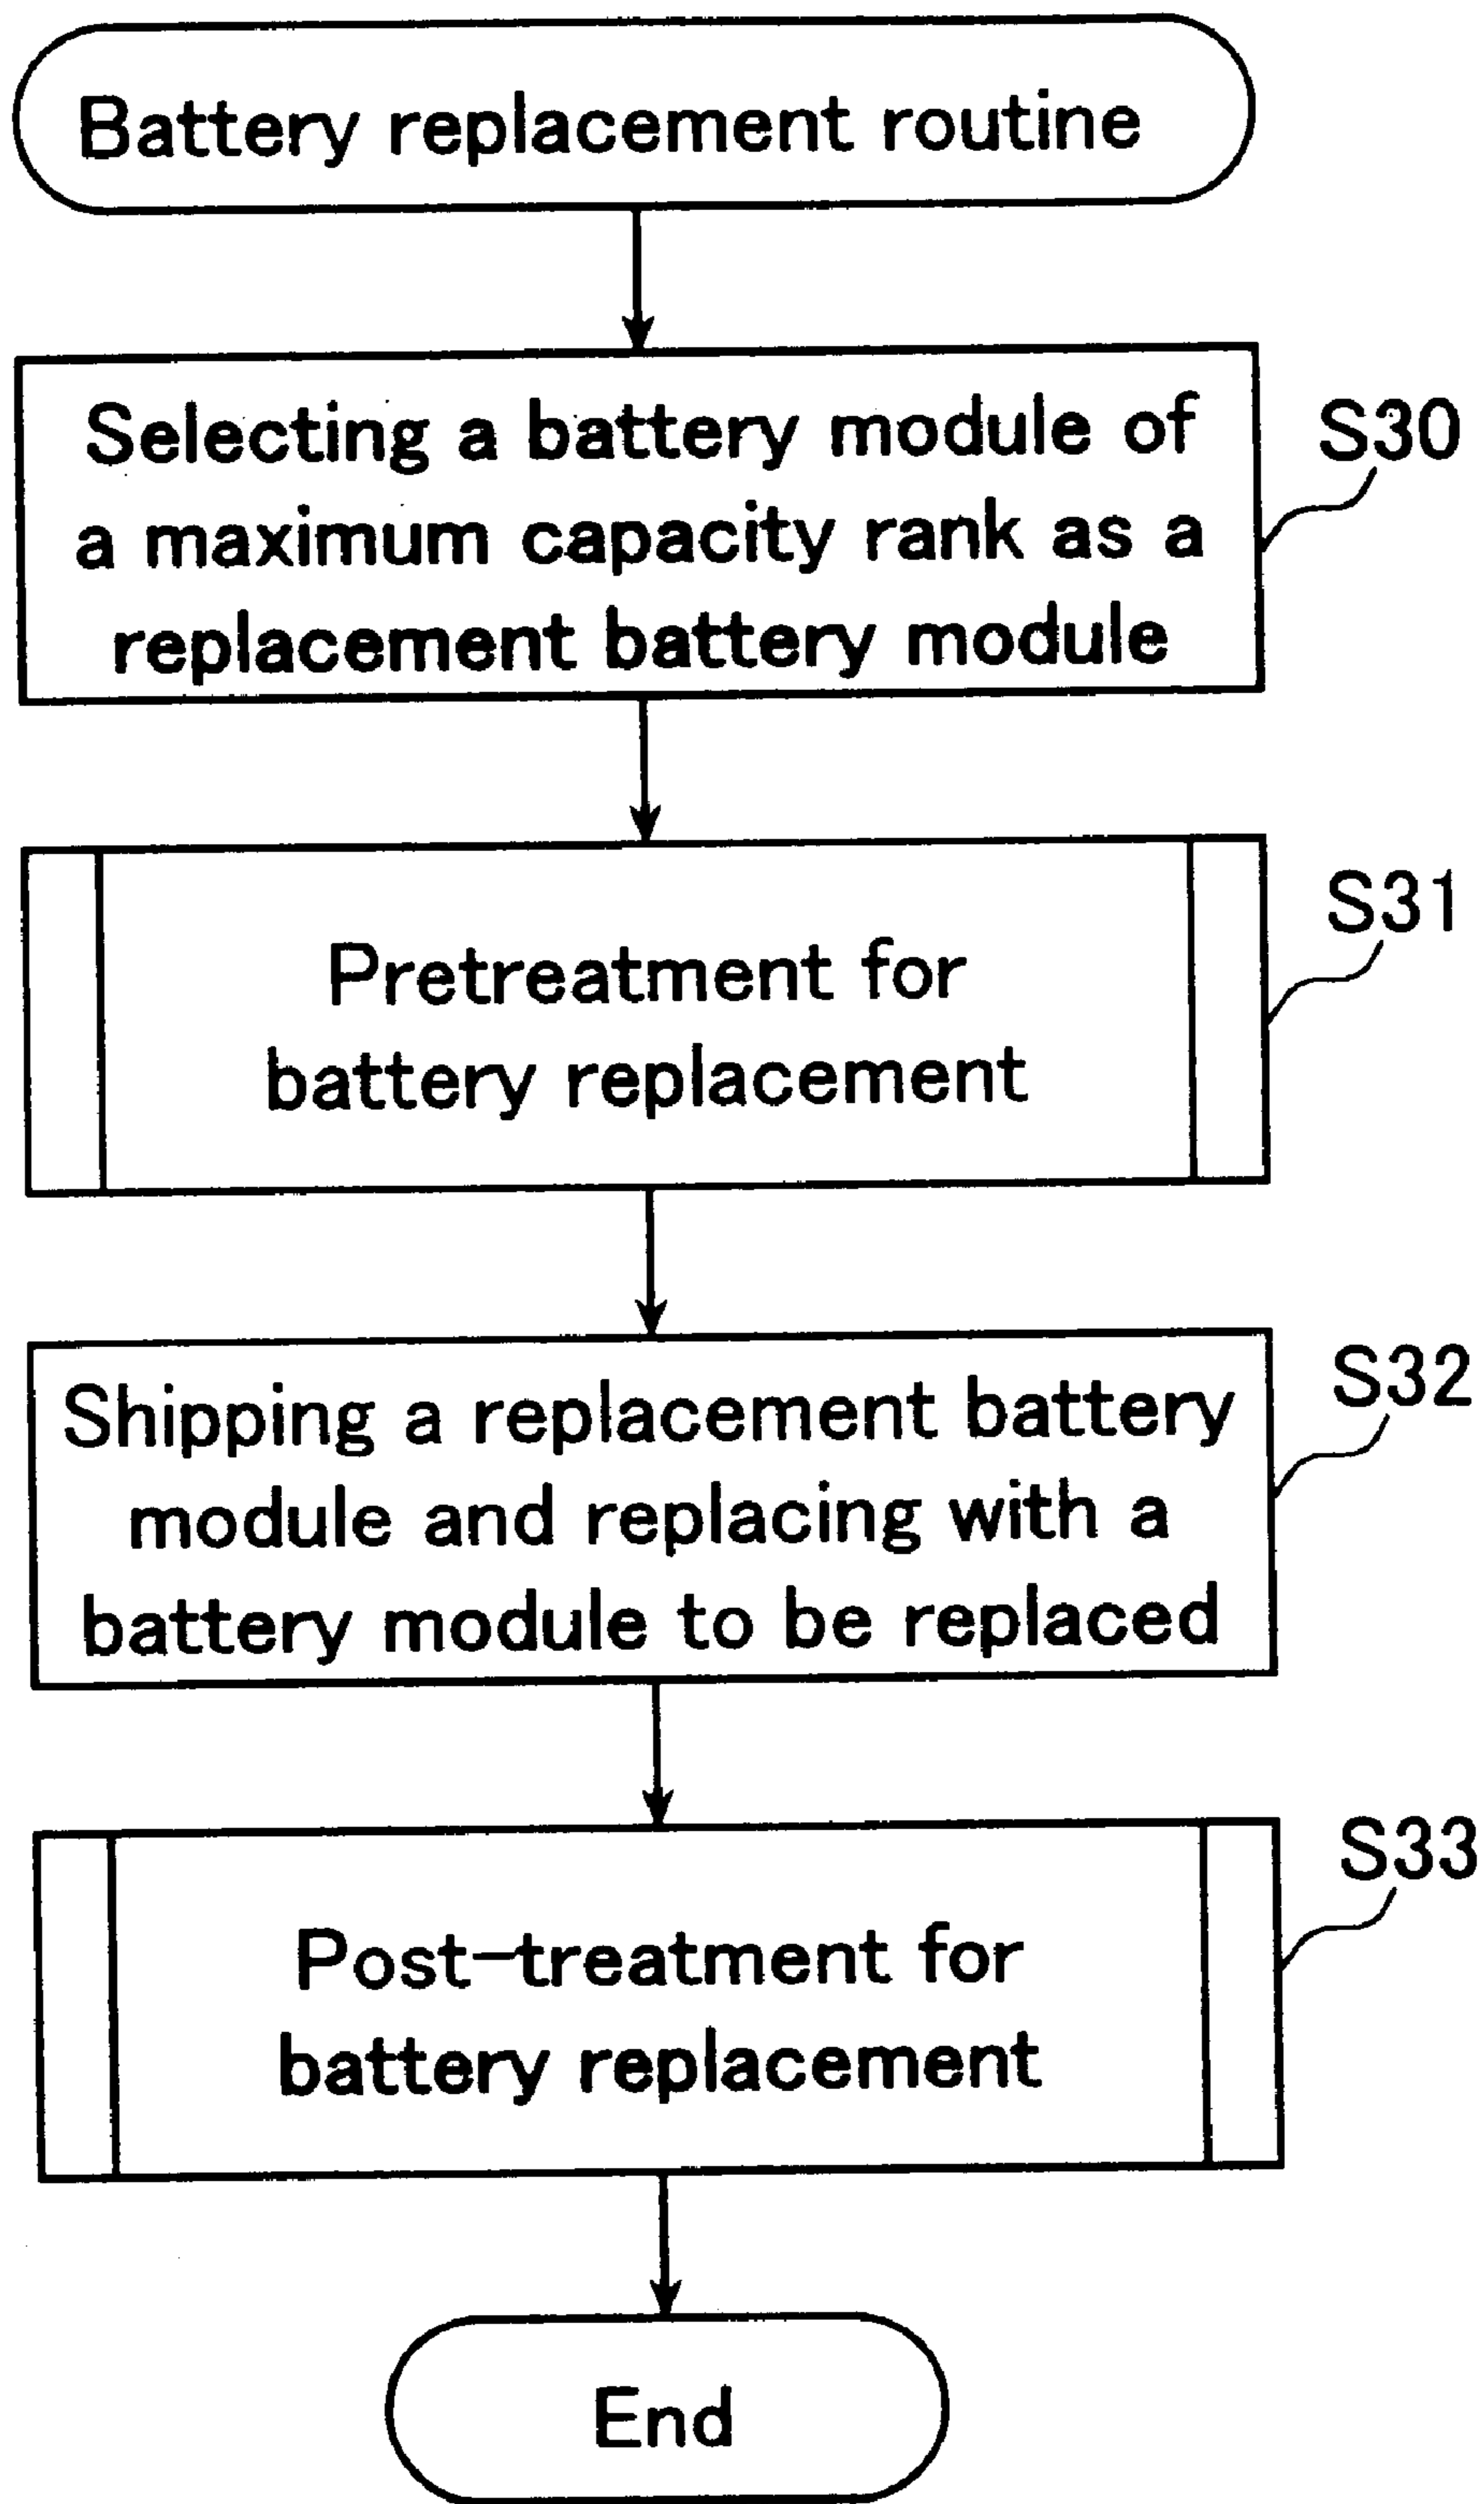 Battery replacement routine
Selecting a battery module of
a maximum capacity rank as a
replacement battery module
S30
Pretreatment for
battery replacement
S31
Shipping a replacement battery
module and replacing with a
battery module to be replaced
S32
Post-treatment for
battery replacement
S33
End